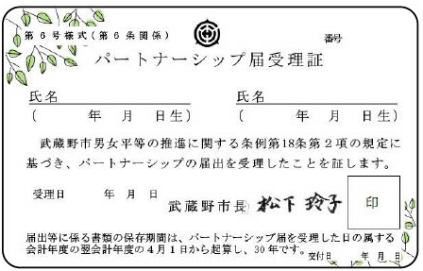 第６号様式(第６条関係) 番号
パートナーシップ届受理証
氏名 氏名
( 年 月 日生) ( 年 月 日生)
武蔵野市男女平等の推進に関する条例第18条第２項の規定に
基づき、パートナーシップの届出を受理したことを証します。
受理日 年 月 日
武蔵野市長 松下 玲子 印
届出等に係る書類の保存期間は、パートナーシップ届を受理した日の属する
会計年度の翌会計年度の４月１日から起算し、30年です。 交付日 年 月 日